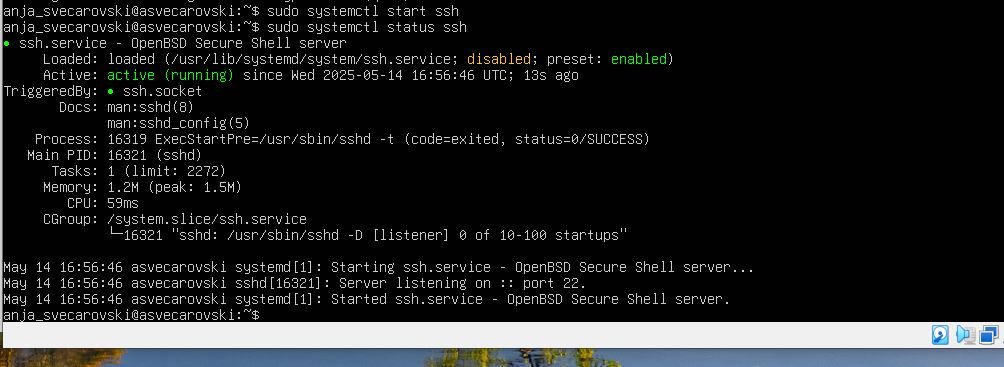 anja_svecarovski@asvecarovski:~$ sudo systemctl start ssh
anja_svecarovski@asvecarovski:~$ sudo systemctl status ssh
● ssh.service - OpenBSD Secure Shell server
     Loaded: loaded (/usr/lib/systemd/system/ssh.service; disabled; preset: enabled)
     Active: active (running) since Wed 2025-05-14 16:56:46 UTC; 13s ago
TriggeredBy: ● ssh.socket
       Docs: man:sshd(8)
             man:sshd_config(5)
    Process: 16319 ExecStartPre=/usr/sbin/sshd -t (code=exited, status=0/SUCCESS)
   Main PID: 16321 (sshd)
      Tasks: 1 (limit: 2272)
     Memory: 1.2M (peak: 1.5M)
        CPU: 59ms
     CGroup: /system.slice/ssh.service
             └─16321 "sshd: /usr/sbin/sshd -D [listener] 0 of 10-100 startups"
May 14 16:56:46 asvecarovski systemd[1]: Starting ssh.service - OpenBSD Secure Shell server...
May 14 16:56:46 asvecarovski sshd[16321]: Server listening on :: port 22.
May 14 16:56:46 asvecarovski systemd[1]: Started ssh.service - OpenBSD Secure Shell server.
anja_svecarovski@asvecarovski:~$